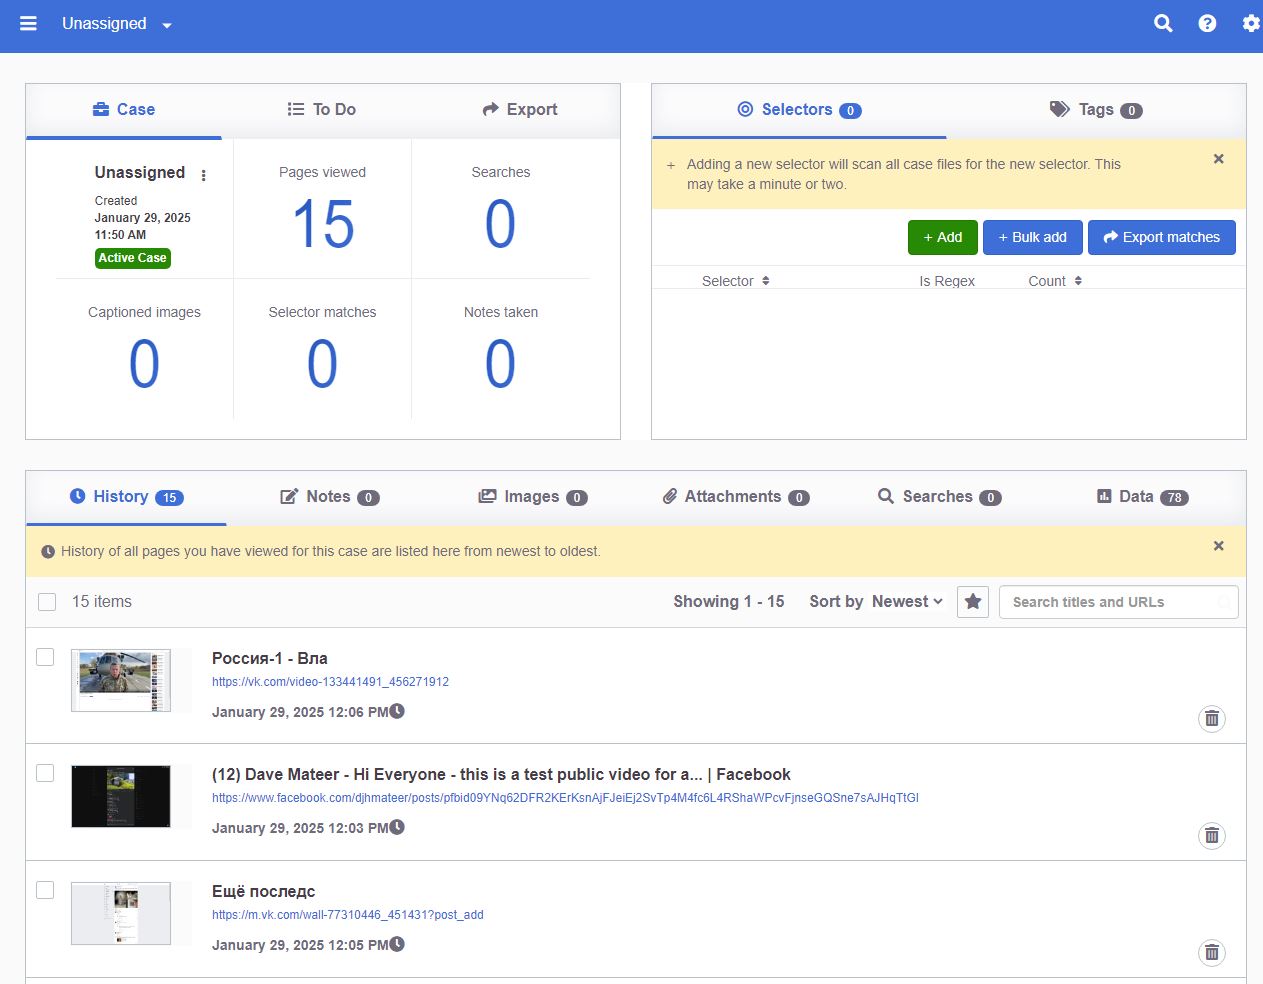 Unassigned
Case
To Do
Export
Unassigned
Created
January 29, 2025
11:50 AM
Active Case
Pages viewed
15
Searches
0
Captioned images
0
Selector matches
0
Notes taken
0
Selectors 0
Tags 0
+ Adding a new selector will scan all case files for the new selector. This
may take a minute or two.
+ Add
+ Bulk add
Export matches
Selector
Is Regex
Count
History 15
Notes 0
Images 0
Attachments 0
Searches 0
Data 78
History of all pages you have viewed for this case are listed here from newest to oldest.
15 items
Showing 1 - 15
Sort by Newest
Search titles and URLs
Россия-1 - Вла
https://vk.com/video-133441491_456271912
January 29, 2025 12:06 PM
(12) Dave Mateer - Hi Everyone - this is a test public video for a... | Facebook
https://www.facebook.com/djhmateer/posts/pfbid09YNq62DFR2KErKsnAjFJeiEj2SvTp4M4fc6L4RShaWPcvFjnseGQSne7sAJHqTtGl
January 29, 2025 12:03 PM
Ещё последс
https://m.vk.com/wall-77310446_451431?post_add
January 29, 2025 12:05 PM